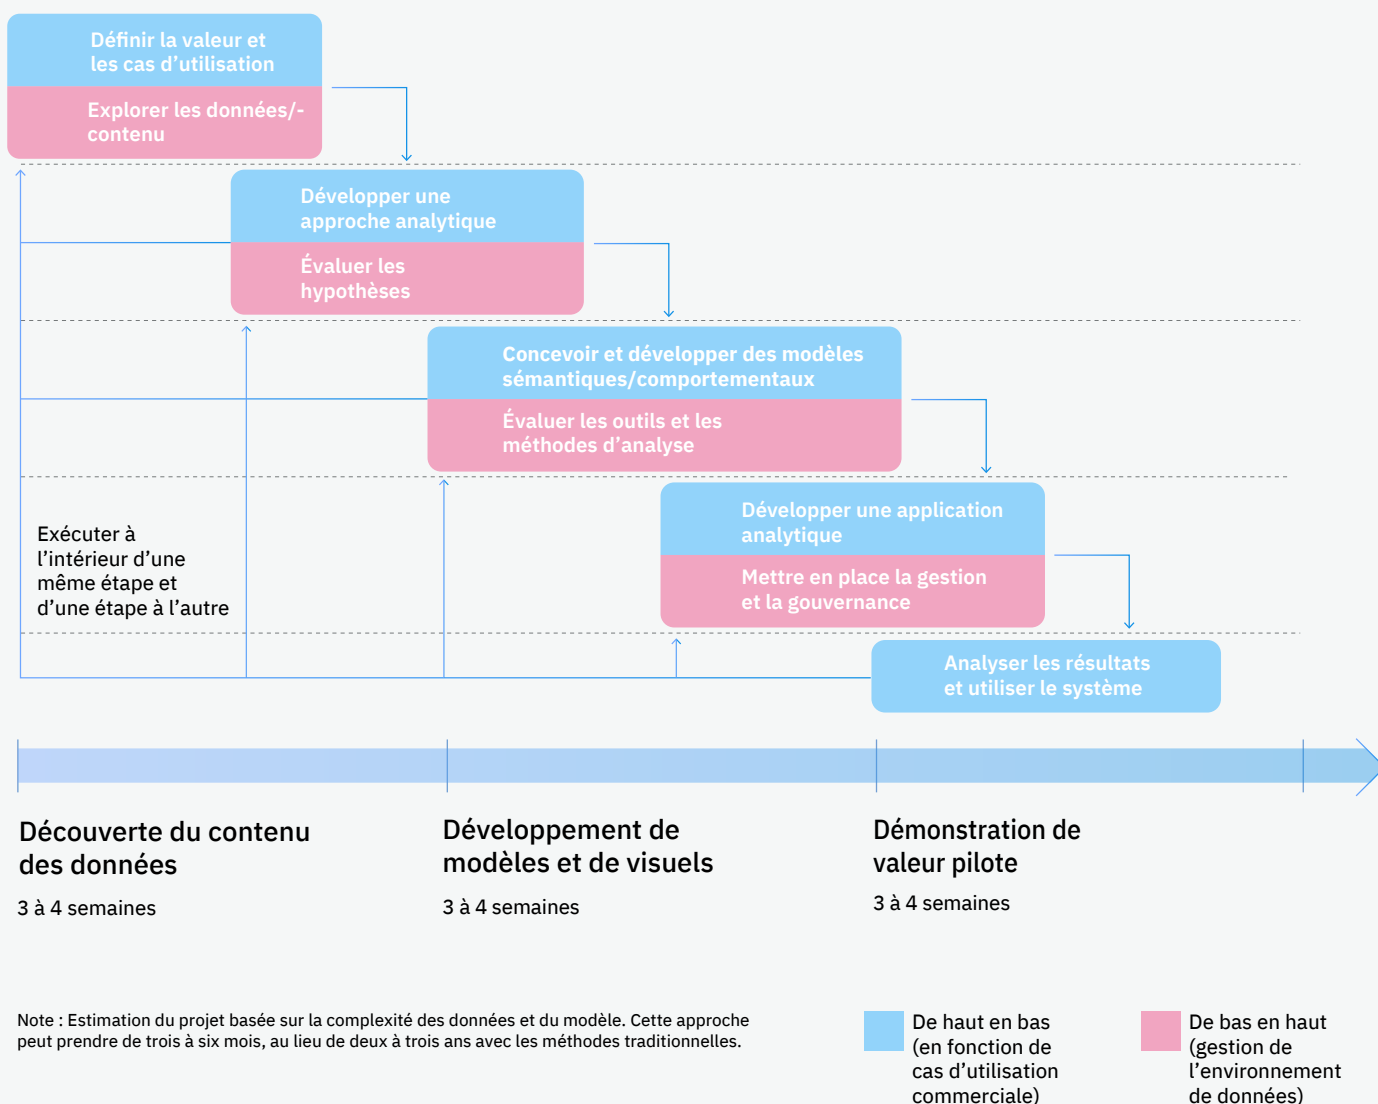 Définir la valeur et
les cas d’utilisation
Explorer les données/-
contenu
Développer une
approche analytique
Évaluer les
hypothèses
Concevoir et développer des modèles
sémantiques/comportementaux
Évaluer les outils et les
méthodes d’analyse
Développer une application
analytique
Mettre en place la gestion
et la gouvernance
Exécuter à
l’intérieur d’une
même étape et
d’une étape à l’autre
Analyser les résultats
et utiliser le système
Découverte du contenu
des données
3 à 4 semaines
Développement de
modèles et de visuels
3 à 4 semaines
Démonstration de
valeur pilote
3 à 4 semaines
Note : Estimation du projet basée sur la complexité des données et du modèle. Cette approche
peut prendre de trois à six mois, au lieu de deux à trois ans avec les méthodes traditionnelles.
De haut en bas
(en fonction de
cas d’utilisation
commerciale)
De bas en haut
(gestion de
l’environnement
de données)